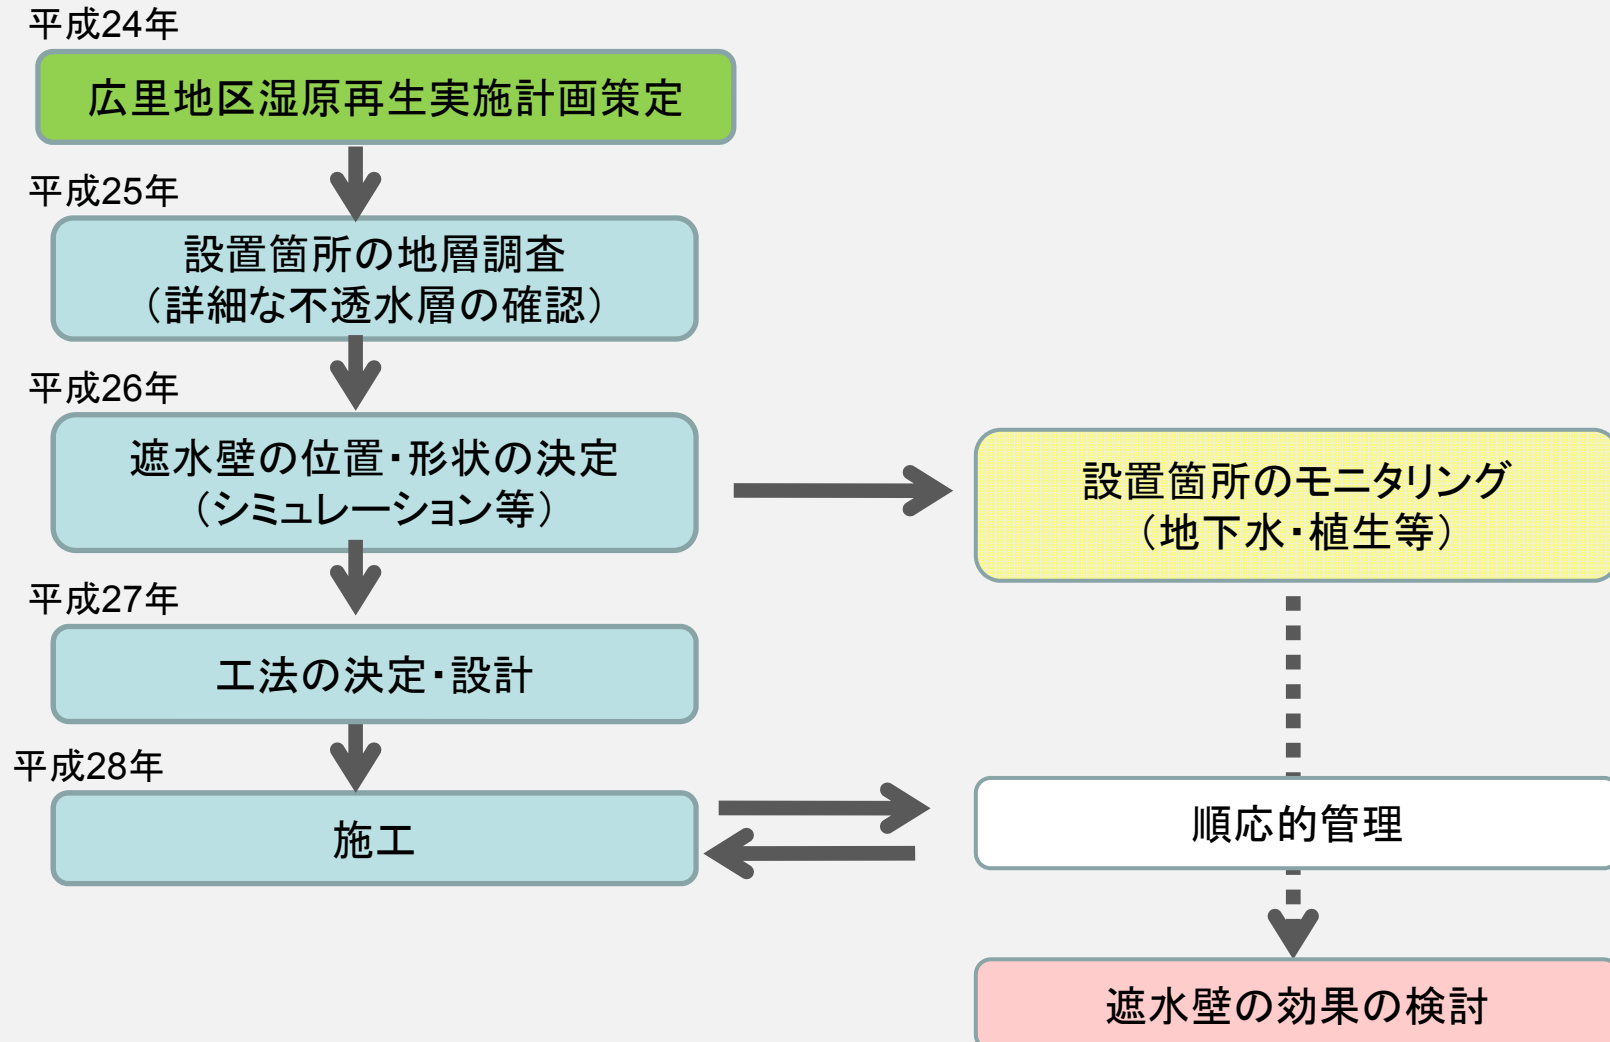 平成24年
広里地区湿原再生実施計画策定
平成25年
設置箇所の地層調査
（詳細な不透水層の確認）
平成26年
遮水壁の位置・形状の決定
（シミュレーション等）
設置箇所のモニタリング
（地下水・植生等）
平成27年
工法の決定・設計
平成28年
施工
順応的管理
遮水壁の効果の検討